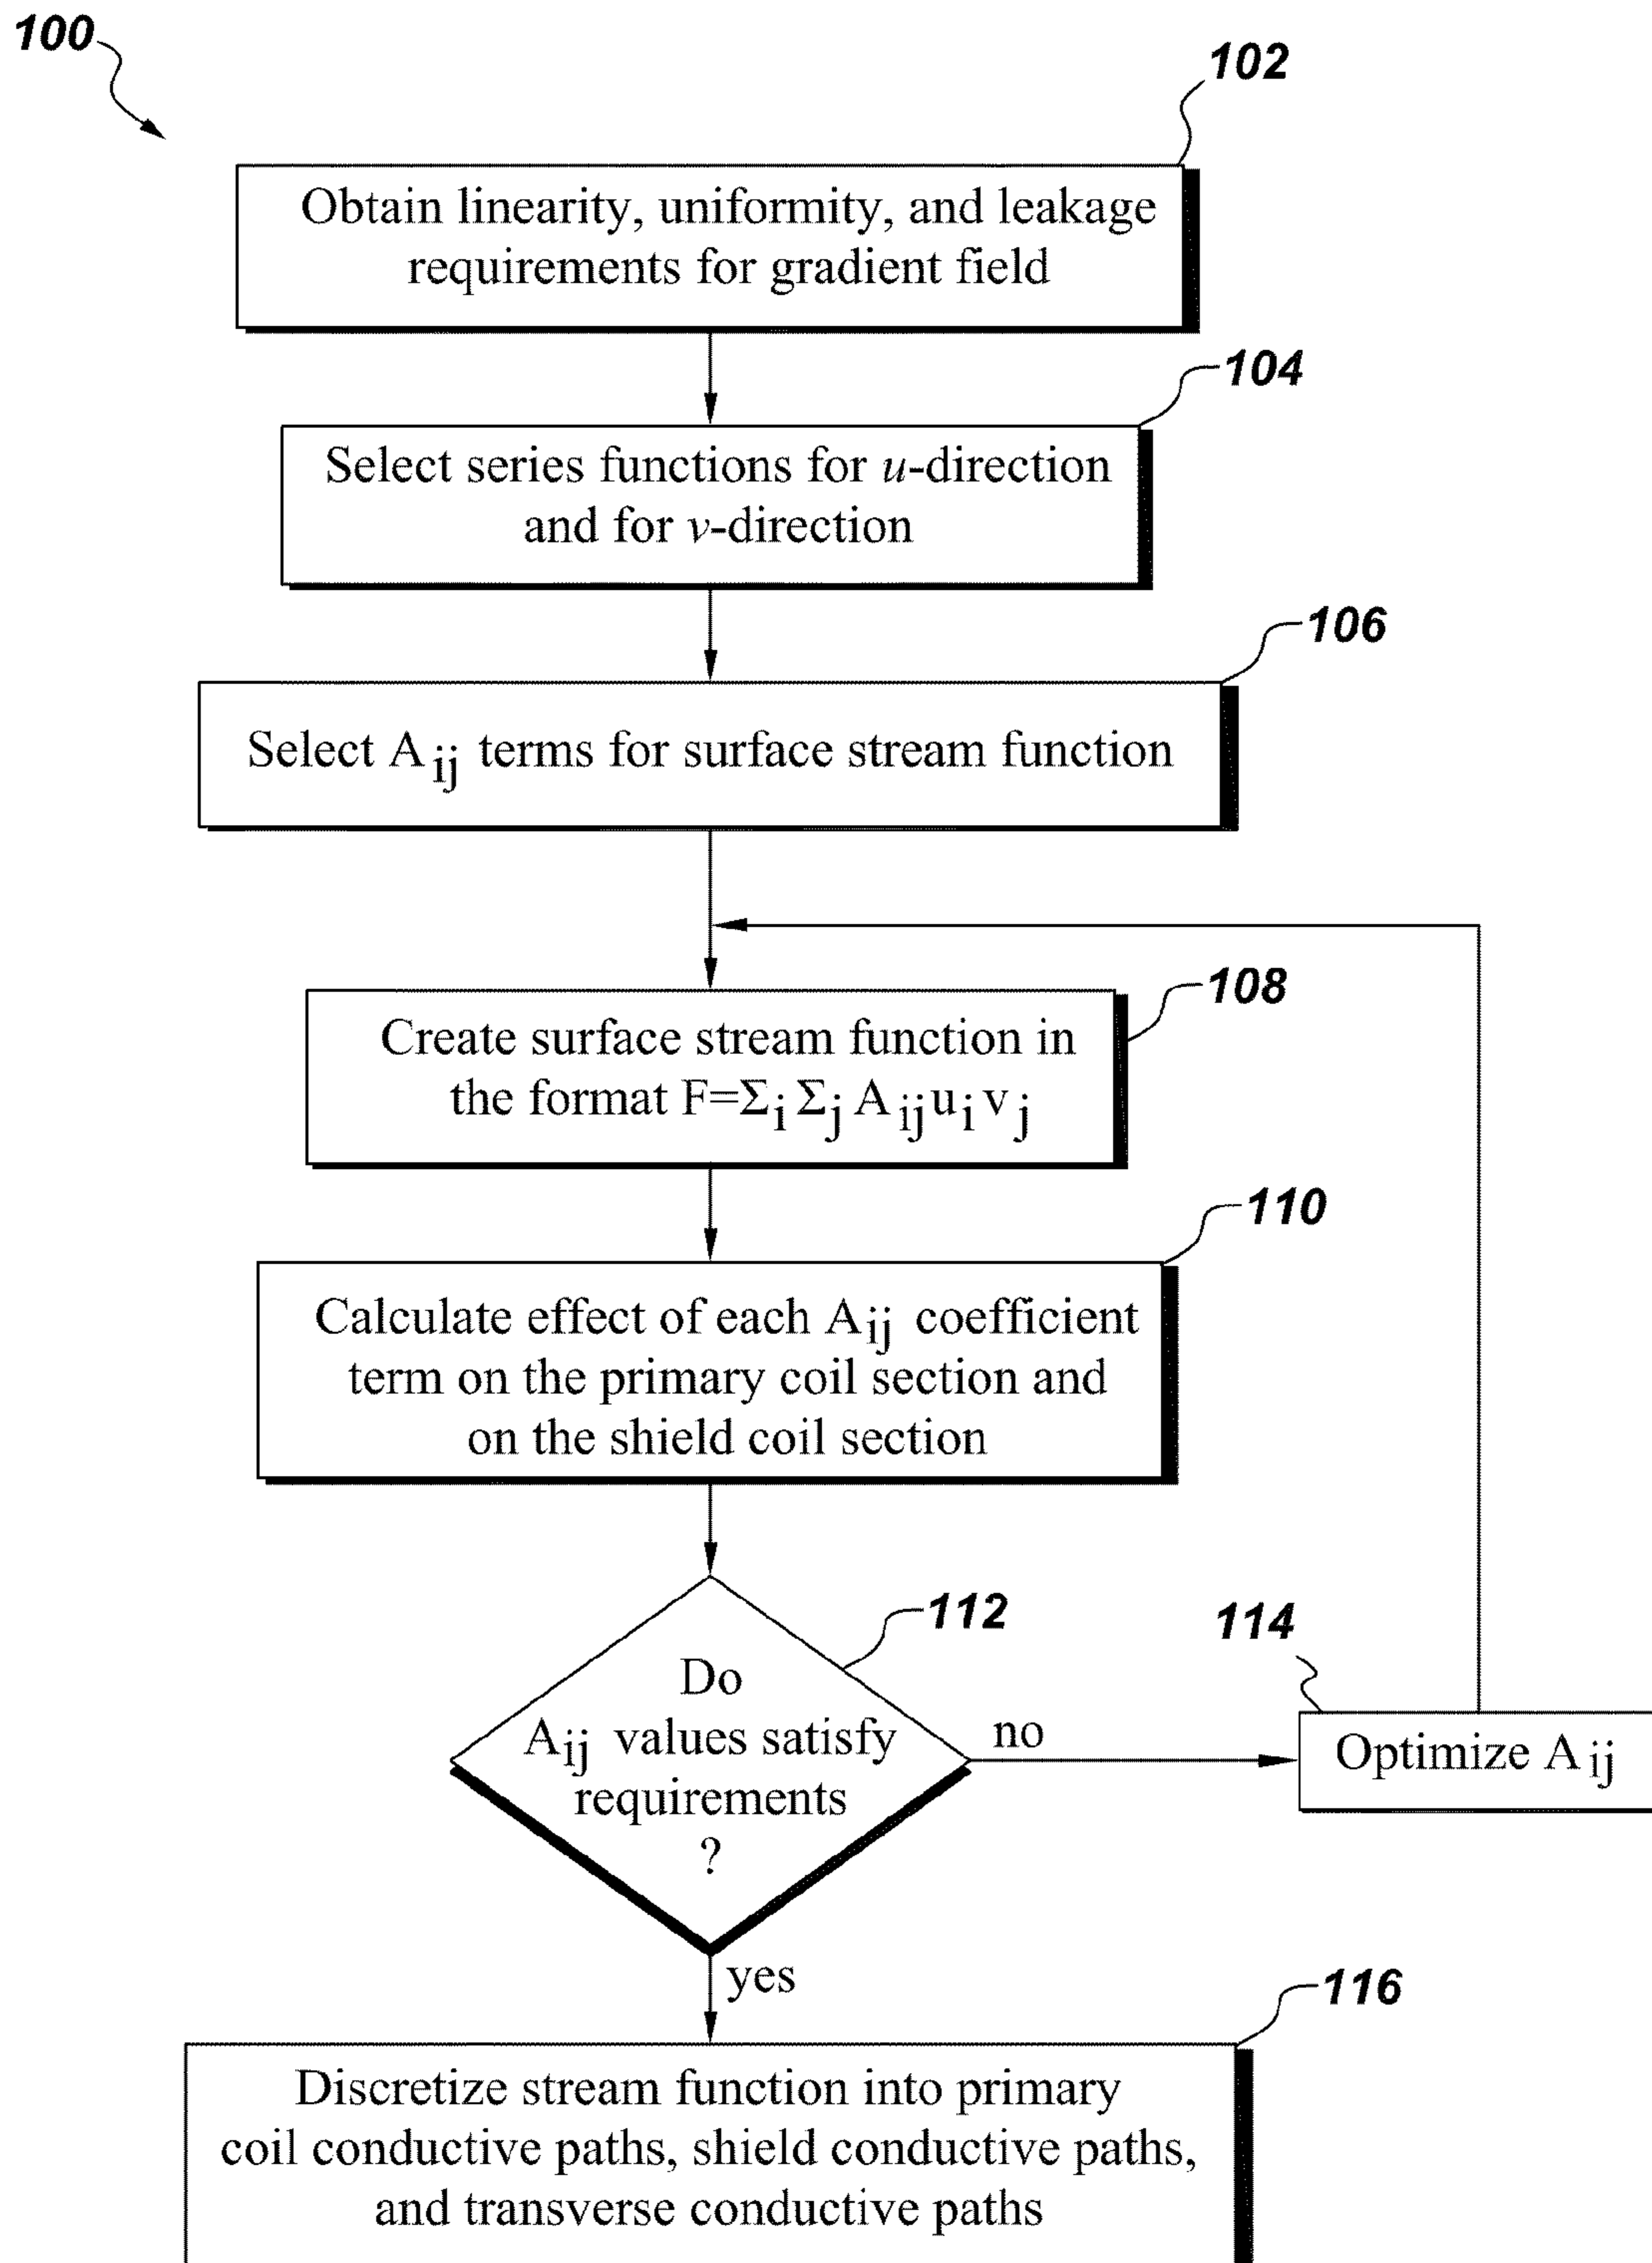 100
102
Obtain linearity, uniformity, and leakage
requirements for gradient field
104
Select series functions for u-direction
and for v-direction
106
Select Aij terms for surface stream function
108
Create surface stream function in
the format F=Σi Σj Aij ui vj
110
Calculate effect of each Aij coefficient
term on the primary coil section and
on the shield coil section
112
Do
Aij values satisfy
requirements
?
no
114
Optimize Aij
yes
116
Discretize stream function into primary
coil conductive paths, shield conductive paths,
and transverse conductive paths